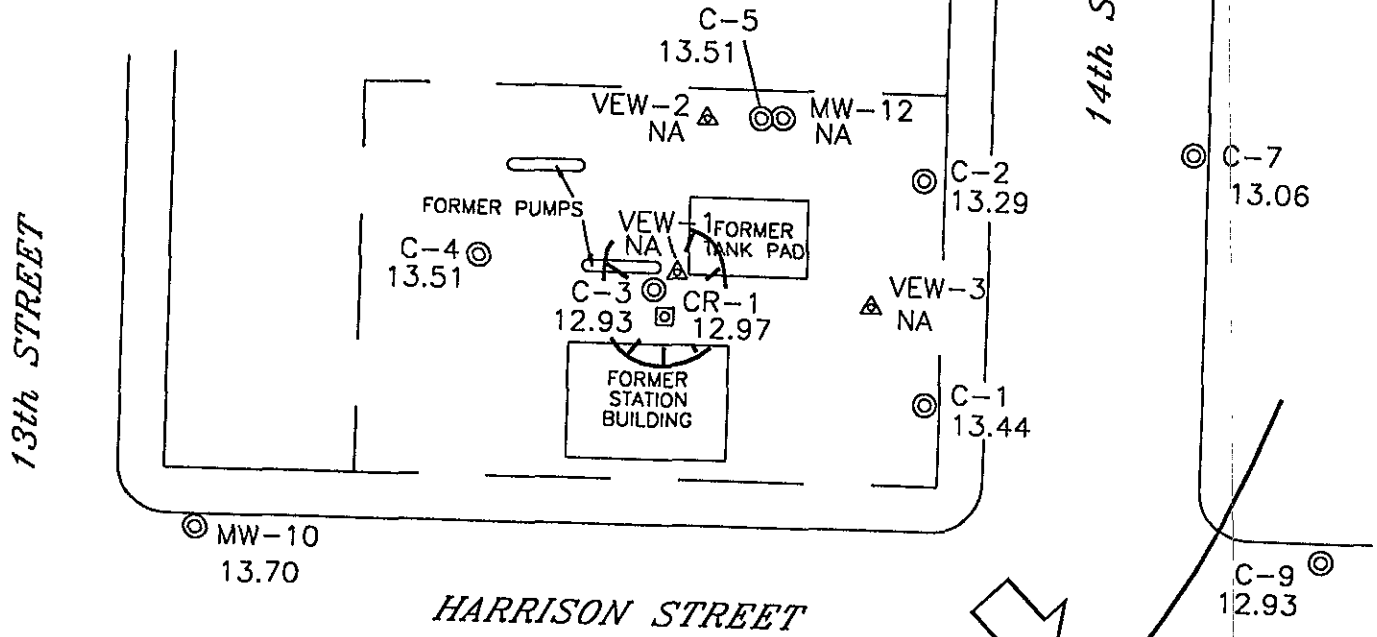 C-5
13.51
14th S
VEW-2
NA
MW-12
NA
C-7
13.06
C-2
13.29
FORMER PUMPS
VEW-1
NA
FORMER
TANK PAD
C-4
13.51
13th STREET
C-3
12.93
CR-1
12.97
VEW-3
NA
FORMER
STATION
BUILDING
C-1
13.44
MW-10
13.70
C-9
12.93
HARRISON STREET